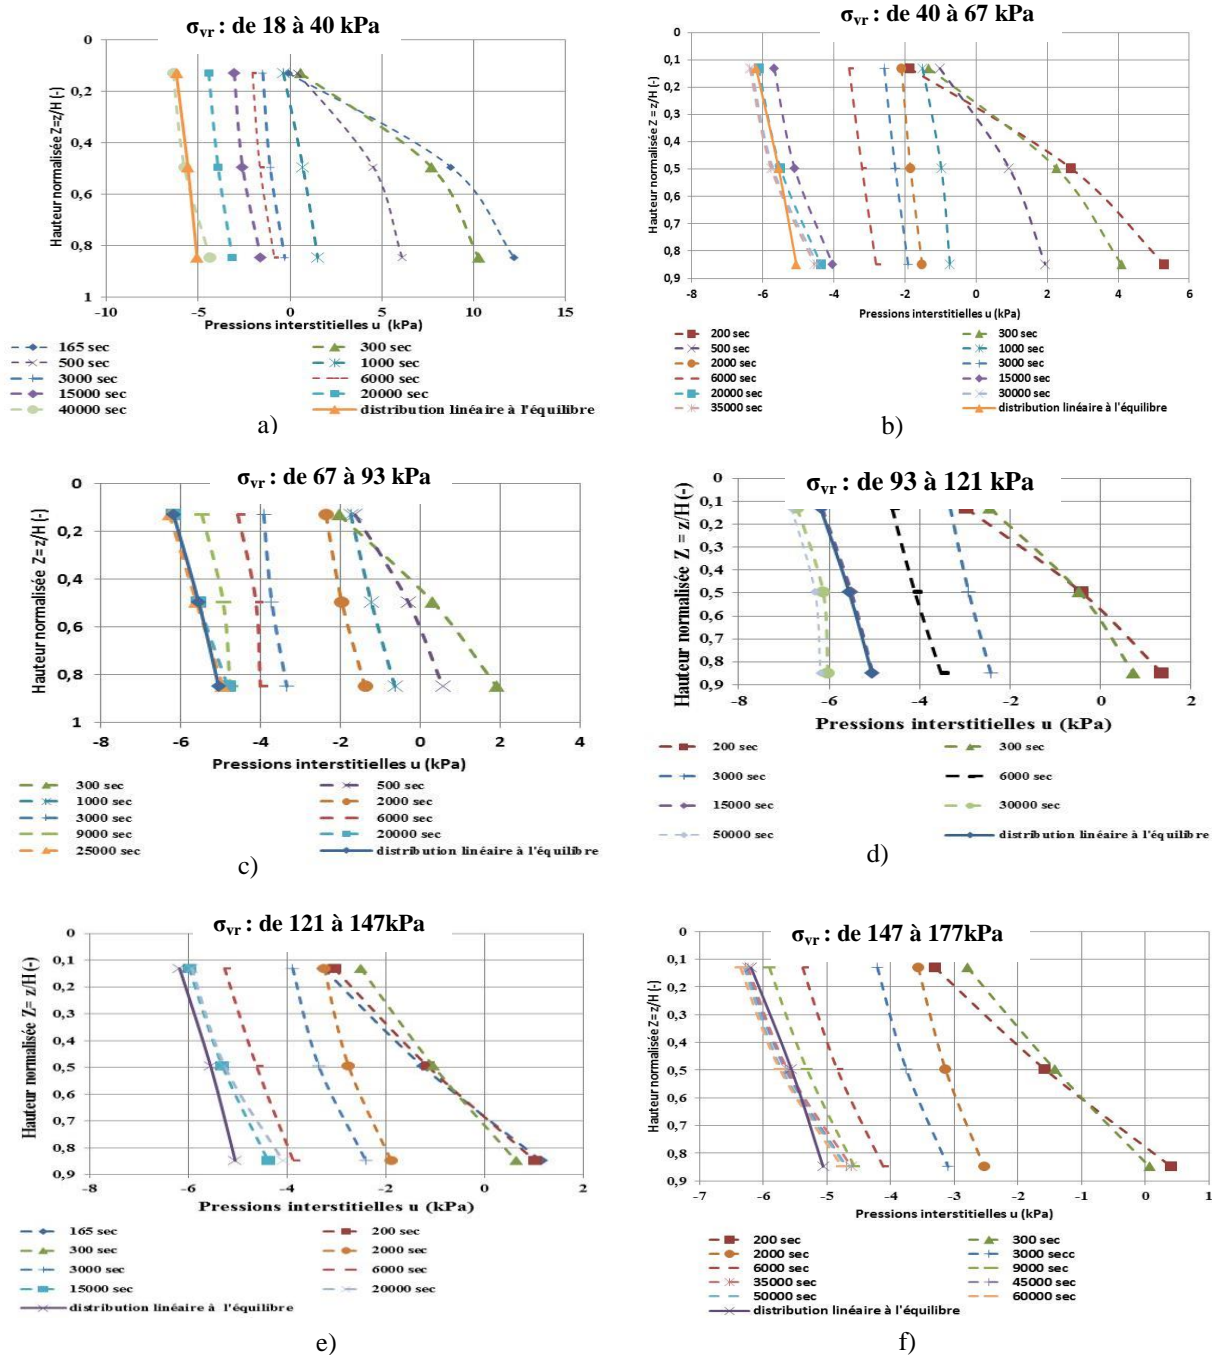 σvr : de 18 à 40 kPa
Hauteur normalisée Z=z/H (-)
0
0,2
0,4
0,6
0,8
1
-10
-5
0
5
10
15
Pressions interstitielles u (kPa)
165 sec
300 sec
500 sec
1000 sec
3000 sec
6000 sec
15000 sec
20000 sec
40000 sec
distribution linéaire à l'équilibre
a)
σvr : de 40 à 67 kPa
Hauteur normalisée Z = z/H (-)
0
0,1
0,2
0,3
0,4
0,5
0,6
0,7
0,8
0,9
-8
-6
-4
-2
0
2
4
6
Pressions interstitielles u (kPa)
200 sec
300 sec
500 sec
1000 sec
2000 sec
3000 sec
6000 sec
15000 sec
20000 sec
30000 sec
35000 sec
distribution linéaire à l'équilibre
b)
σvr : de 67 à 93 kPa
Hauteur normalisée Z = z/H (-)
0
0,2
0,4
0,6
0,8
1
-8
-6
-4
-2
0
2
4
Pressions interstitielles u (kPa)
300 sec
500 sec
1000 sec
2000 sec
3000 sec
6000 sec
9000 sec
20000 sec
25000 sec
distribution linéaire à l'équilibre
c)
σvr : de 93 à 121 kPa
Hauteur normalisée Z = z/H (-)
0
0,1
0,2
0,3
0,4
0,5
0,6
0,7
0,8
0,9
-8
-6
-4
-2
0
2
Pressions interstitielles u (kPa)
200 sec
300 sec
3000 sec
6000 sec
15000 sec
30000 sec
50000 sec
distribution linéaire à l'équilibre
d)
σvr : de 121 à 147kPa
Hauteur normalisée Z= z/H (-)
0
0,1
0,2
0,3
0,4
0,5
0,6
0,7
0,8
0,9
-8
-6
-4
-2
0
2
Pressions interstitielles u (kPa)
165 sec
200 sec
300 sec
2000 sec
3000 sec
6000 sec
15000 sec
20000 sec
distribution linéaire à l'équilibre
e)
σvr : de 147 à 177kPa
Hauteur normalisée Z= z/H (-)
0
0,1
0,2
0,3
0,4
0,5
0,6
0,7
0,8
0,9
-7
-6
-5
-4
-3
-2
-1
0
1
Pressions interstitielles u (kPa)
200 sec
300 sec
2000 sec
3000 secc
6000 sec
9000 sec
35000 sec
45000 sec
50000 sec
60000 sec
distribution linéaire à l'équilibre
f)